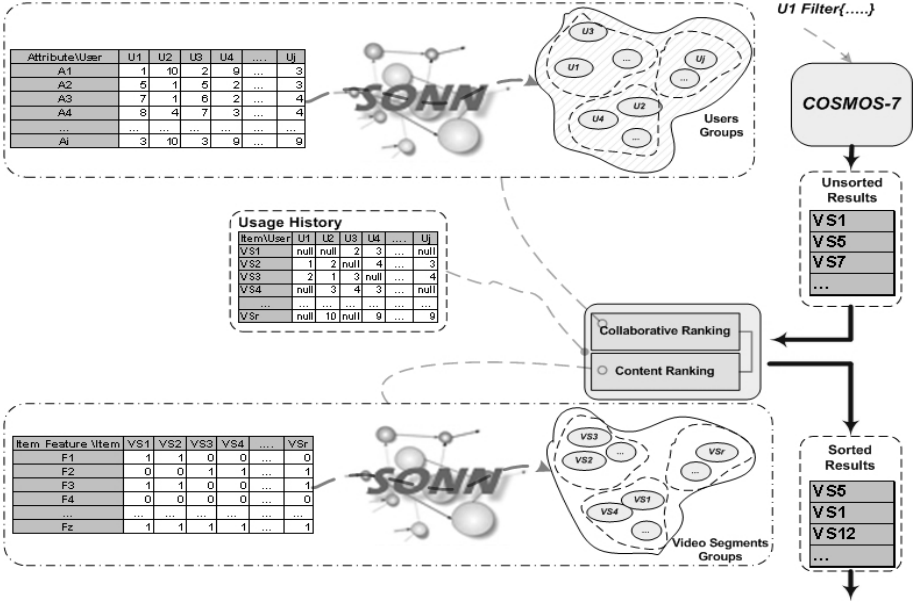 U1 Filter{.....}
Attribute\User U1 U2 U3 U4 .... Uj
A1 1 10 2 9 ... 3
A2 5 1 5 2 ... 3
A3 7 1 6 2 ... 4
A4 8 4 7 3 ... 4
... ... ... ... ... ... ...
Ai 3 10 3 9 ... 9
SONN
U3
...
U1
Uj
...
U2
U4
...
Users
Groups
COSMOS-7
Unsorted
Results
VS1
VS5
VS7
...
Usage History
Item\User U1 U2 U3 U4 .... Uj
VS1 null null 2 3 ... null
VS2 1 2 null 4 ... 3
VS3 2 1 3 null ... 4
VS4 null 3 4 3 ... null
... ... ... ... ... ... ...
VSr null 10 null 9 ... 9
Collaborative Ranking
Content Ranking
Item Feature \Item VS1 VS2 VS3 VS4 .... VSr
F1 1 1 0 0 ... 0
F2 0 0 1 1 ... 1
F3 1 1 0 0 ... 1
F4 0 0 0 0 ... 0
... ... ... ... ... ... ...
Fz 1 1 1 1 ... 1
SONN
VS3
...
VS2
VSr
...
VS1
VS4
...
Video Segments
Groups
Sorted
Results
VS5
VS1
VS12
...